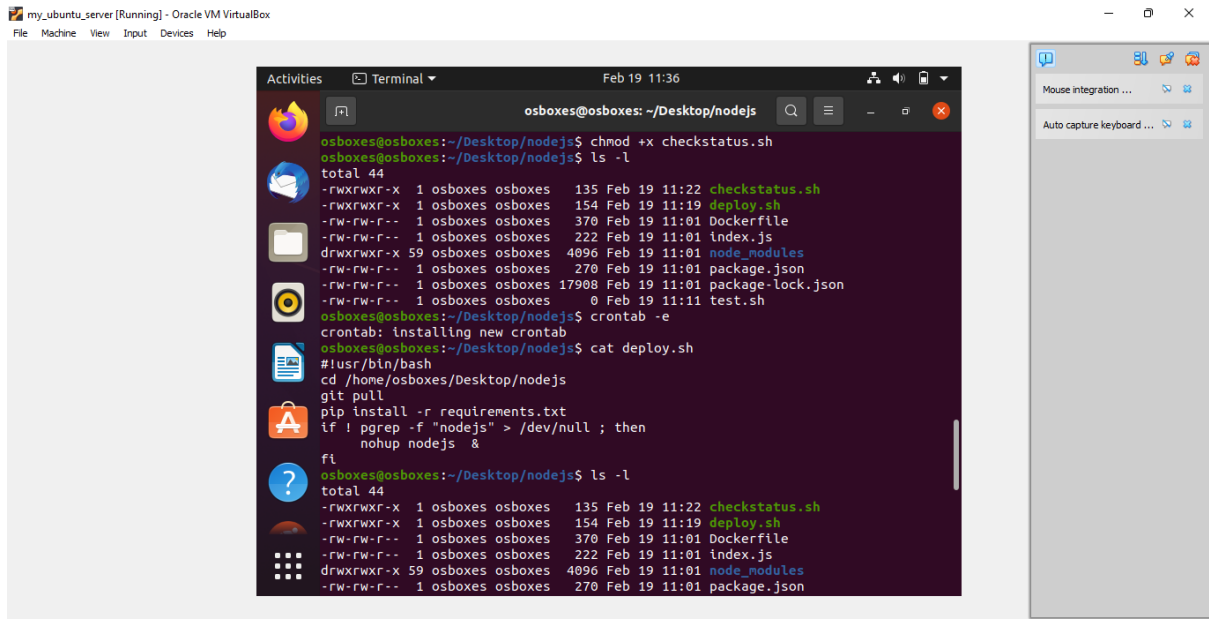 my_ubuntu_server [Running] - Oracle VM VirtualBox
File Machine View Input Devices Help
Activities Terminal Feb 19 11:36
osboxes@osboxes: ~/Desktop/nodejs
osboxes@osboxes:~/Desktop/nodejs$ chmod +x checkstatus.sh
osboxes@osboxes:~/Desktop/nodejs$ ls -l
total 44
-rwxrwxr-x 1 osboxes osboxes 135 Feb 19 11:22 checkstatus.sh
-rwxrwxr-x 1 osboxes osboxes 154 Feb 19 11:19 deploy.sh
-rw-rw-r-- 1 osboxes osboxes 370 Feb 19 11:01 Dockerfile
-rw-rw-r-- 1 osboxes osboxes 222 Feb 19 11:01 index.js
drwxrwxr-x 59 osboxes osboxes 4096 Feb 19 11:01 node_modules
-rw-rw-r-- 1 osboxes osboxes 270 Feb 19 11:01 package.json
-rw-rw-r-- 1 osboxes osboxes 17908 Feb 19 11:01 package-lock.json
-rw-rw-r-- 1 osboxes osboxes 0 Feb 19 11:11 test.sh
osboxes@osboxes:~/Desktop/nodejs$ crontab -e
crontab: installing new crontab
osboxes@osboxes:~/Desktop/nodejs$ cat deploy.sh
#!usr/bin/bash
cd /home/osboxes/Desktop/nodejs
git pull
pip install -r requirements.txt
if ! pgrep -f "nodejs" > /dev/null ; then
nohup nodejs &
fi
osboxes@osboxes:~/Desktop/nodejs$ ls -l
total 44
-rwxrwxr-x 1 osboxes osboxes 135 Feb 19 11:22 checkstatus.sh
-rwxrwxr-x 1 osboxes osboxes 154 Feb 19 11:19 deploy.sh
-rw-rw-r-- 1 osboxes osboxes 370 Feb 19 11:01 Dockerfile
-rw-rw-r-- 1 osboxes osboxes 222 Feb 19 11:01 index.js
drwxrwxr-x 59 osboxes osboxes 4096 Feb 19 11:01 node_modules
-rw-rw-r-- 1 osboxes osboxes 270 Feb 19 11:01 package.json
Mouse integration ...
Auto capture keyboard ...